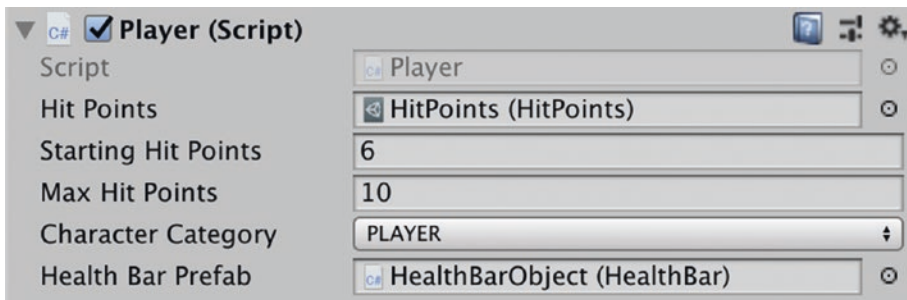 C# Player (Script)
Script C# Player
Hit Points HitPoints (HitPoints)
Starting Hit Points 6
Max Hit Points 10
Character Category PLAYER
Health Bar Prefab C# HealthBarObject (HealthBar)